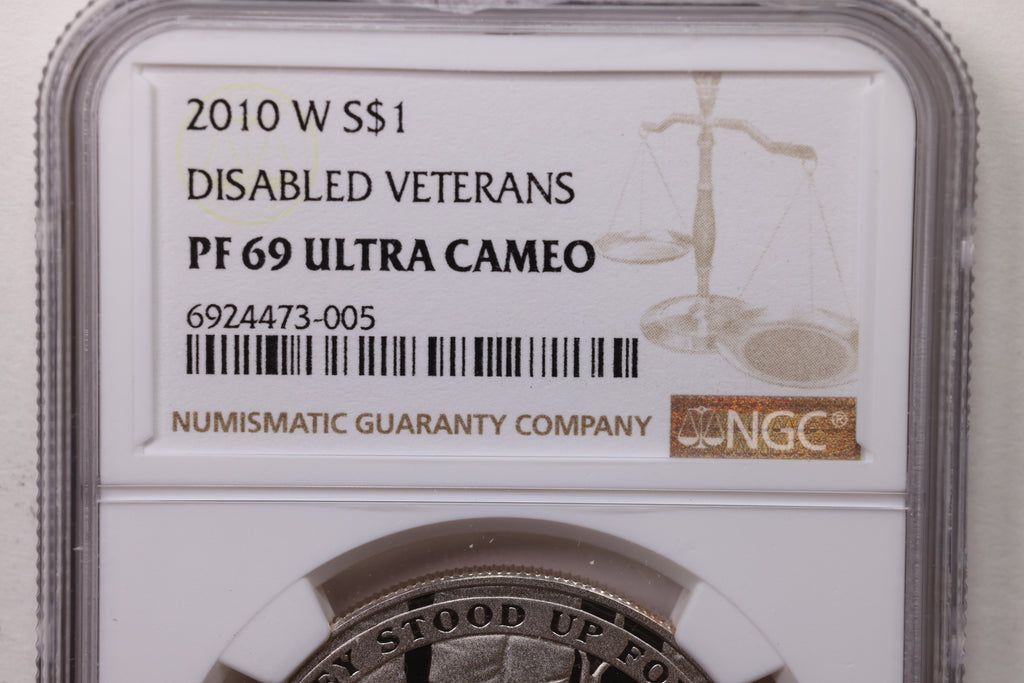 2010 W S$1
DISABLED VETERANS
PF 69 ULTRA CAMEO
6924473-005
NUMISMATIC GUARANTY COMPANY
NGC®
STOOD UP